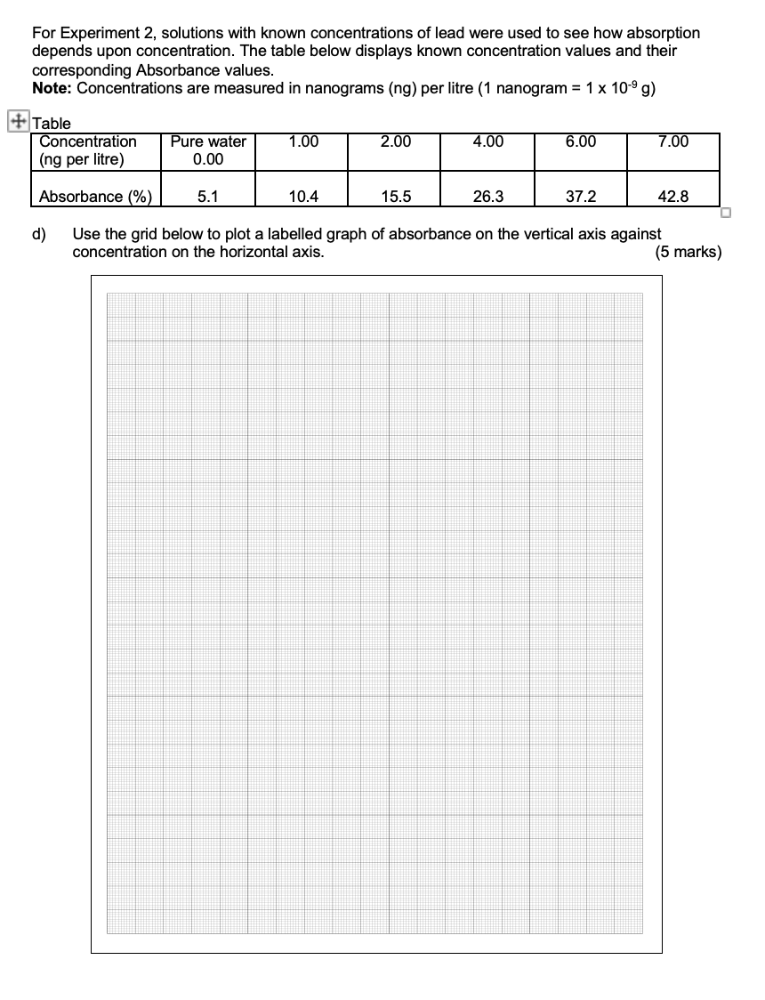 For Experiment 2, solutions with known concentrations of lead were used to see how absorption
depends upon concentration. The table below displays known concentration values and their
corresponding Absorbance values.
Note: Concentrations are measured in nanograms (ng) per litre (1 nanogram = 1 x 10⁻⁹ g)
Table
Concentration (ng per litre) Pure water 0.00 1.00 2.00 4.00 6.00 7.00
Absorbance (%) 5.1 10.4 15.5 26.3 37.2 42.8
d) Use the grid below to plot a labelled graph of absorbance on the vertical axis against
concentration on the horizontal axis. (5 marks)